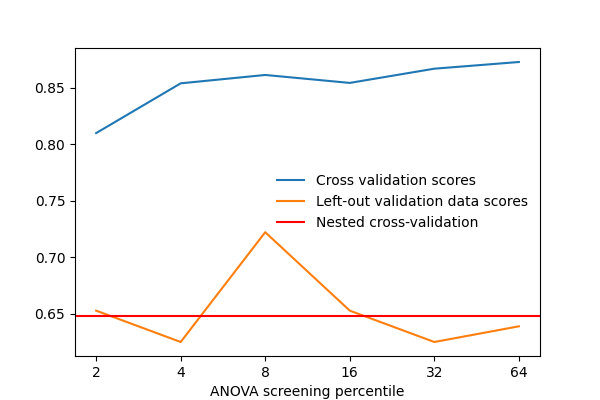 0.85
0.80
0.75
0.70
0.65
Cross validation scores
Left-out validation data scores
Nested cross-validation
2 4 8 16 32 64
ANOVA screening percentile